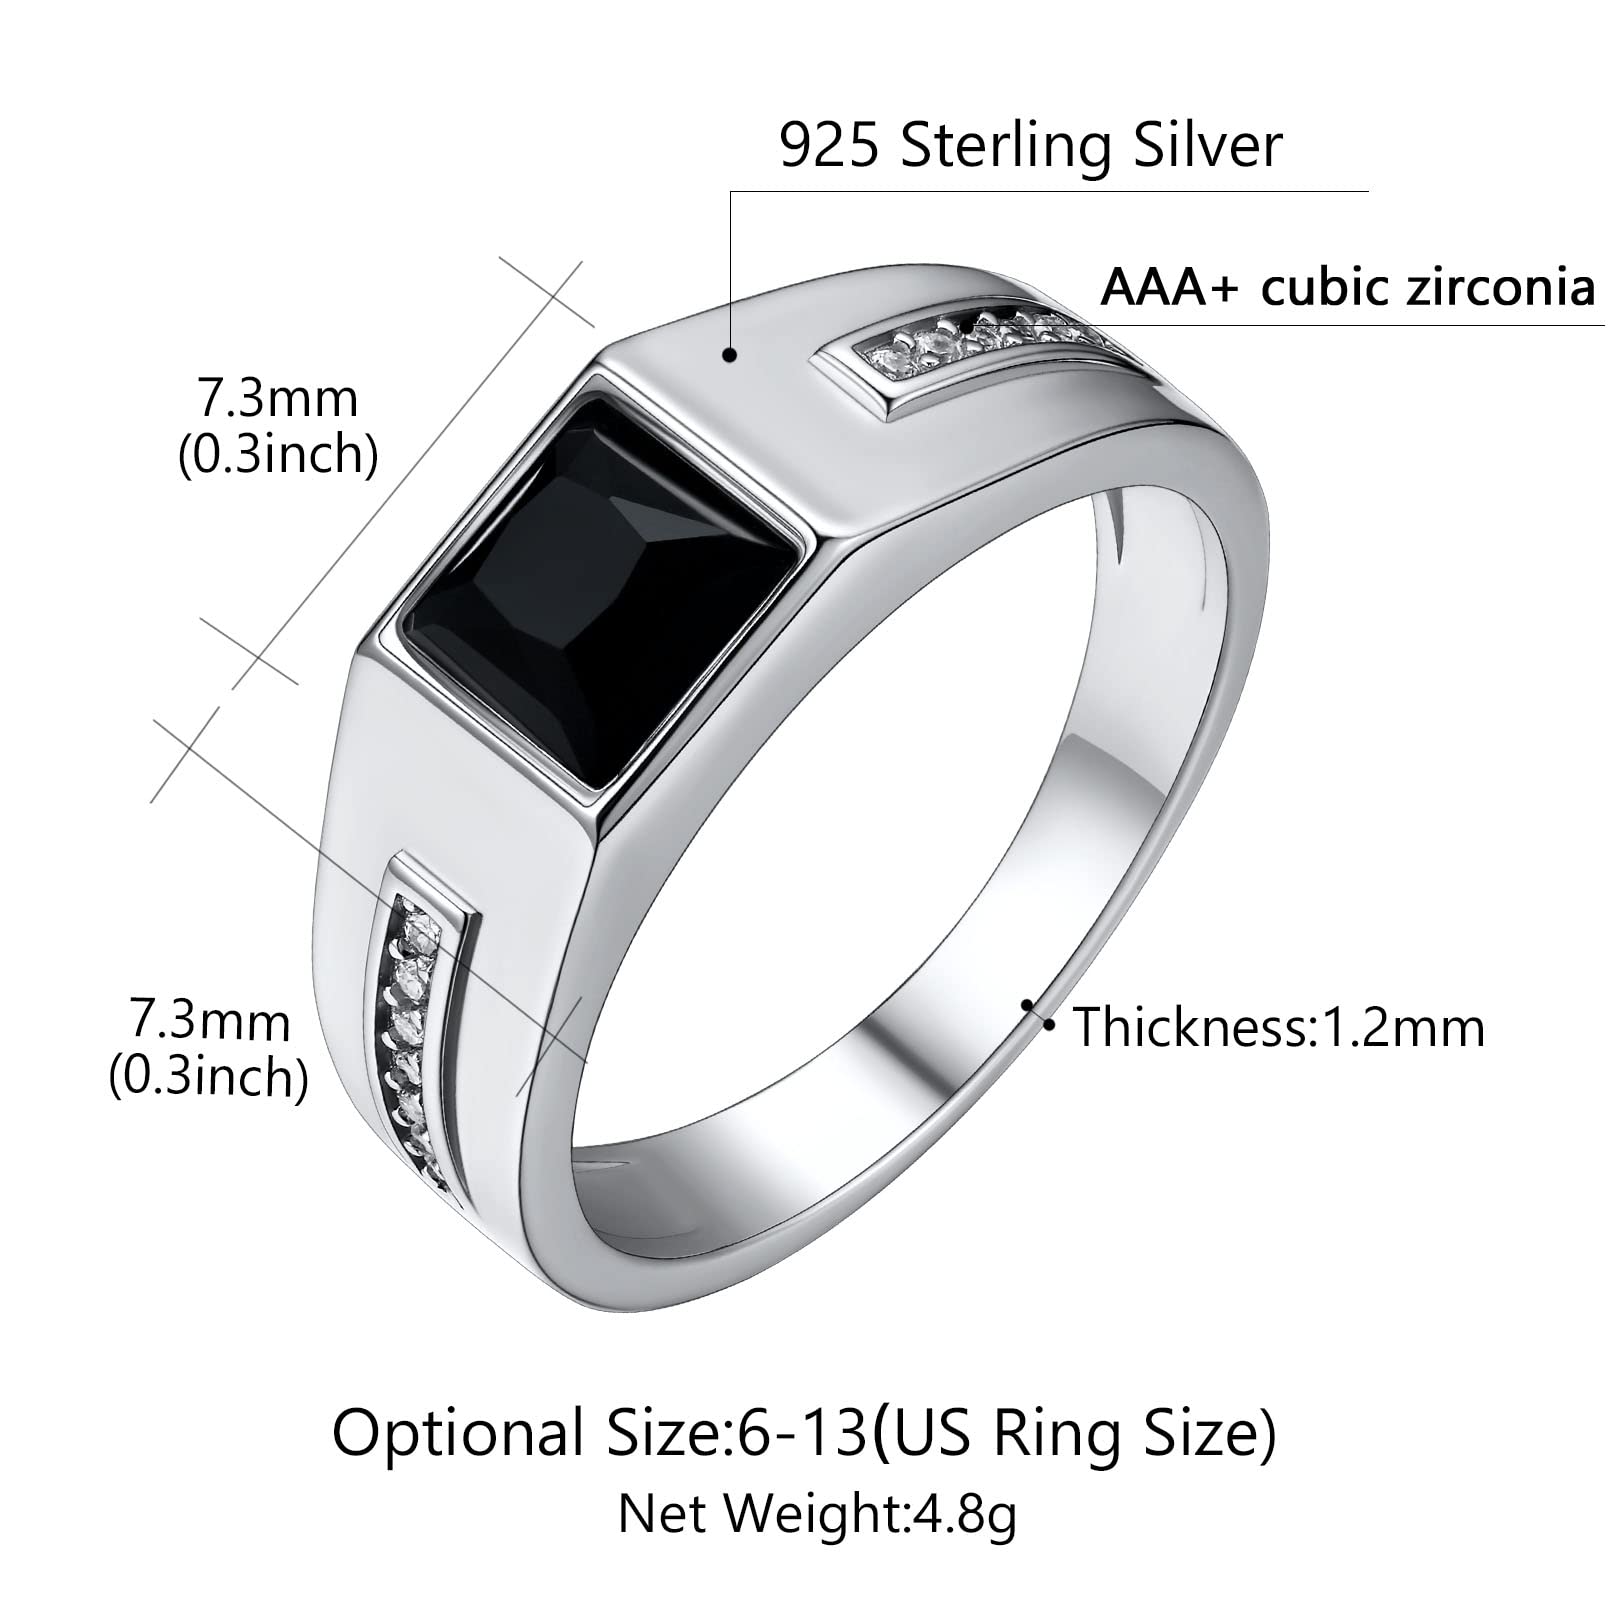 925 Sterling Silver
AAA+ cubic zirconia
7.3mm
(0.3inch)
7.3mm
(0.3inch)
Thickness:1.2mm
Optional Size:6-13(US Ring Size)
Net Weight:4.8g